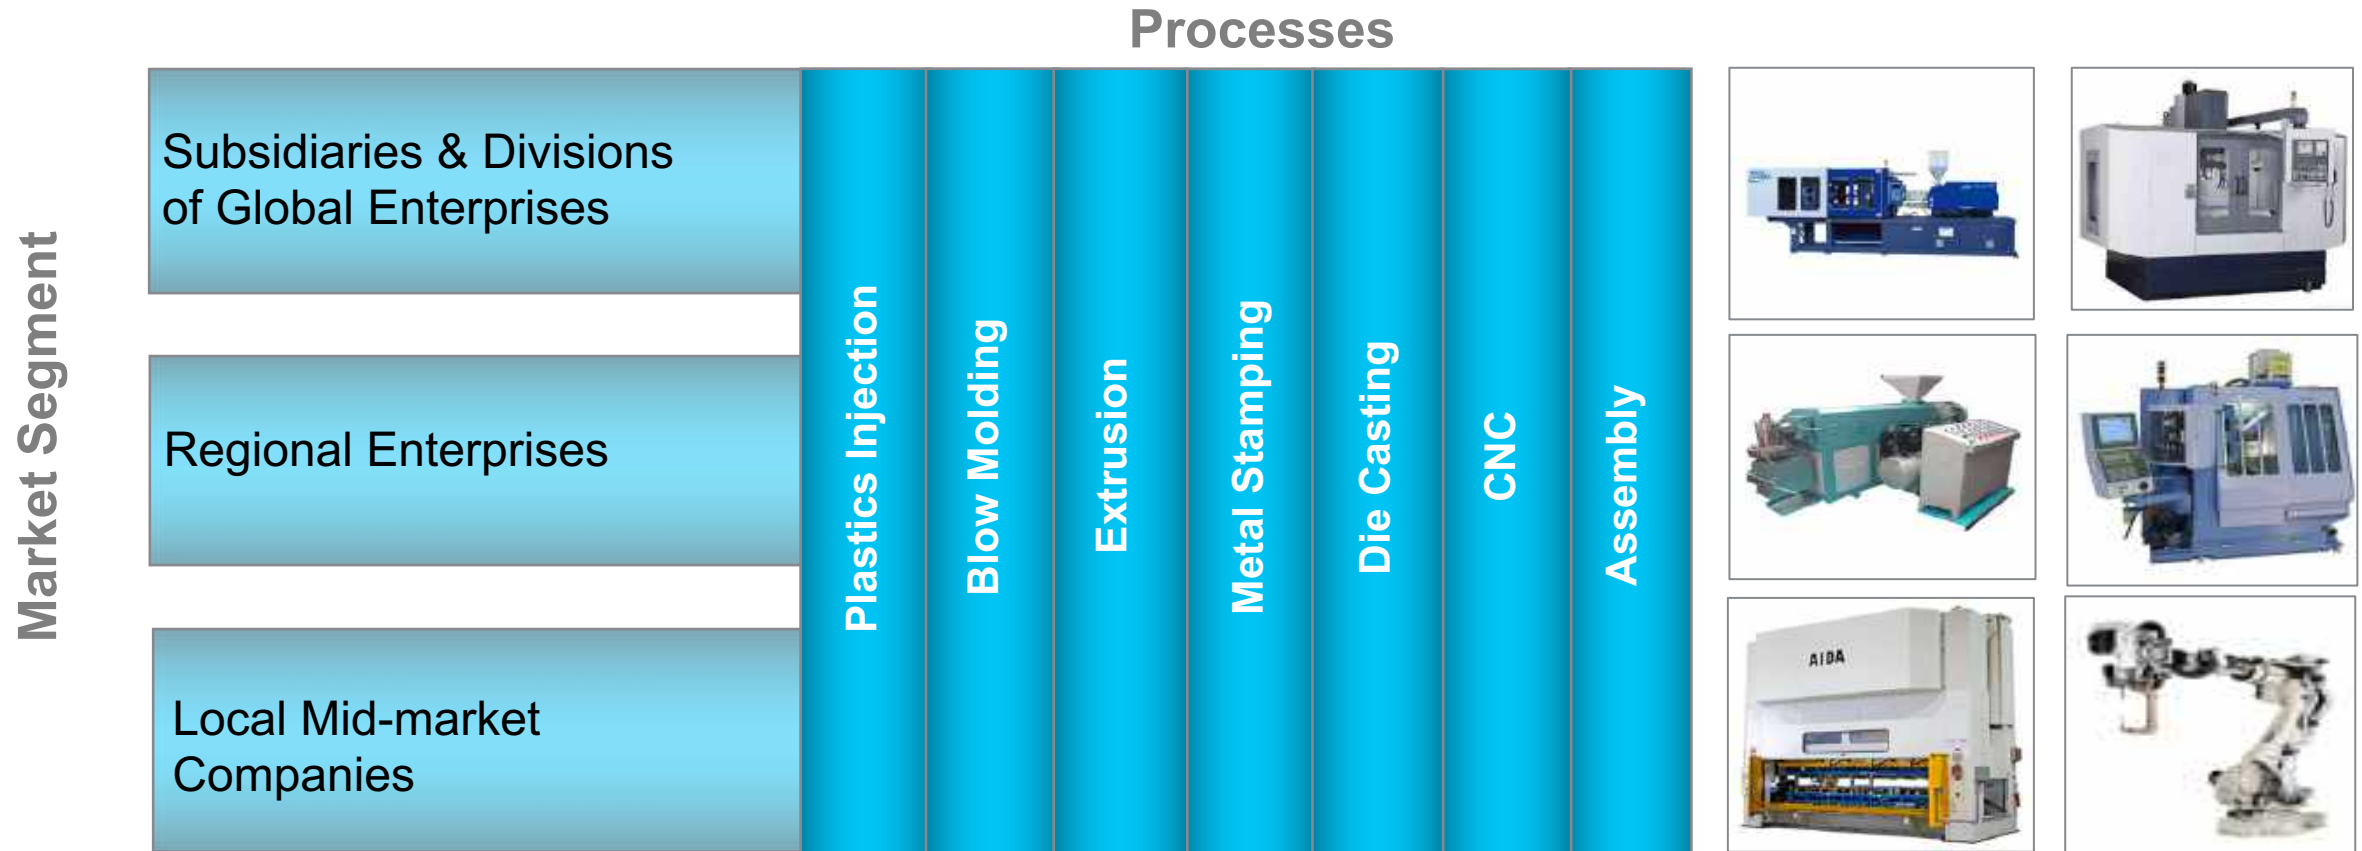 Processes
Market Segment
Subsidiaries & Divisions
of Global Enterprises
Regional Enterprises
Local Mid-market
Companies
Plastics Injection
Blow Molding
Extrusion
Metal Stamping
Die Casting
CNC
Assembly
AIDA